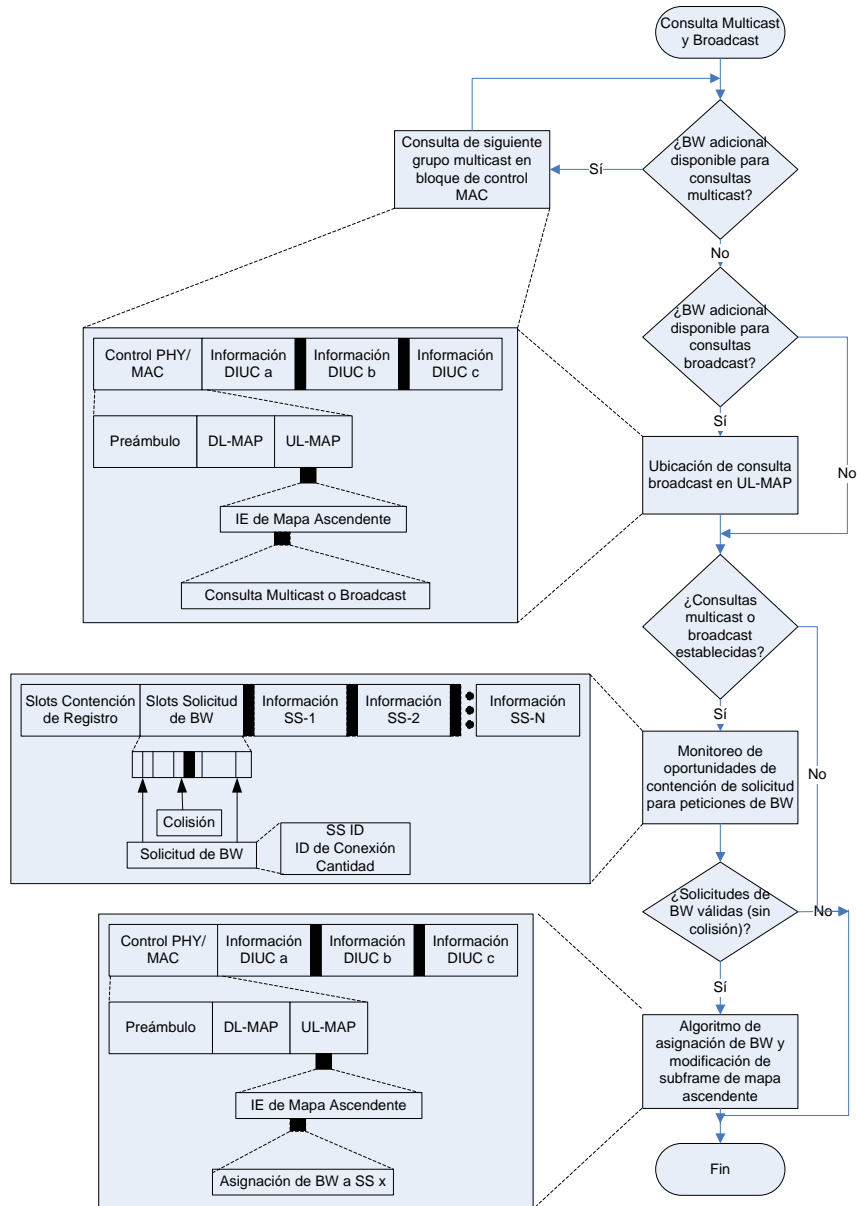 Consulta Multicast
y Broadcast
¿BW adicional
disponible para
consultas
multicast?
Sí
Consulta de siguiente
grupo multicast en
bloque de control
MAC
No
¿BW adicional
disponible para
consultas
broadcast?
Sí
No
Control PHY/
MAC
Información
DIUC a
Información
DIUC b
Información
DIUC c
Preámbulo
DL-MAP
UL-MAP
IE de Mapa Ascendente
Consulta Multicast o Broadcast
Ubicación de consulta
broadcast en UL-MAP
¿Consultas
multicast o
broadcast
establecidas?
Sí
No
Slots Contención
de Registro
Slots Solicitud
de BW
Información
SS-1
Información
SS-2
Información
SS-N
Colisión
Solicitud de BW
SS ID
ID de Conexión
Cantidad
Monitoreo de
oportunidades de
contención de solicitud
para peticiones de BW
¿Solicitudes de
BW válidas (sin
colisión)?
No
Sí
Control PHY/
MAC
Información
DIUC a
Información
DIUC b
Información
DIUC c
Preámbulo
DL-MAP
UL-MAP
IE de Mapa Ascendente
Asignación de BW a SS x
Algoritmo de
asignación de BW y
modificación de
subframe de mapa
ascendente
Fin